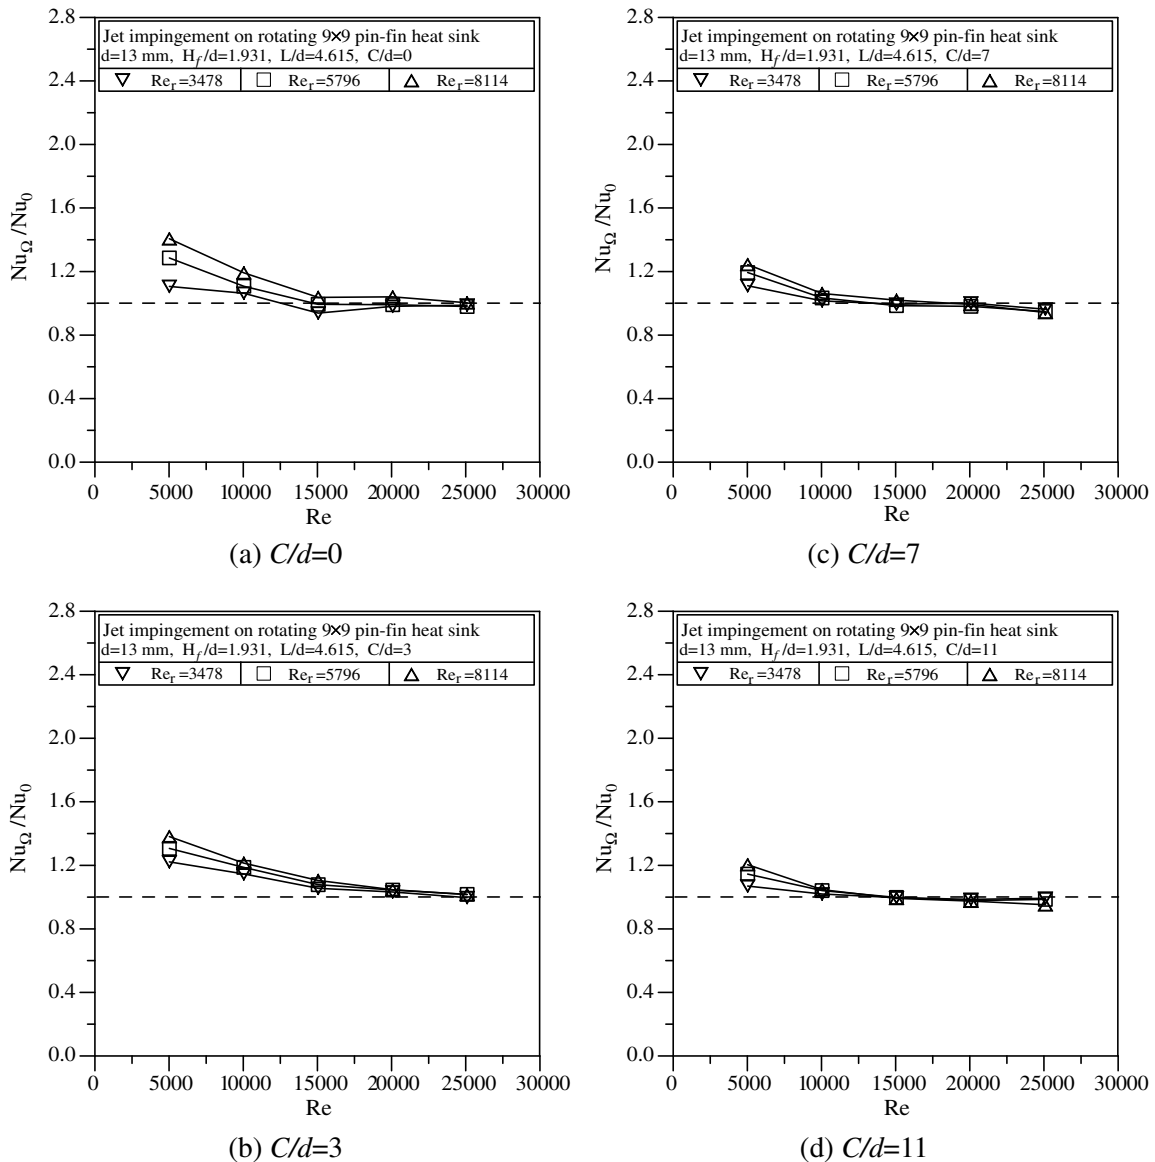 Jet impingement on rotating 9×9 pin-fin heat sink
d=13 mm, H_f/d=1.931, L/d=4.615, C/d=0
Re_r=3478 Re_r=5796 Re_r=8114
2.8
2.4
2.0
1.6
1.2
0.8
0.4
0.0
Nu_Ω/Nu_0
0 5000 10000 15000 20000 25000 30000
Re
(a) C/d=0
Jet impingement on rotating 9×9 pin-fin heat sink
d=13 mm, H_f/d=1.931, L/d=4.615, C/d=7
Re_r=3478 Re_r=5796 Re_r=8114
2.8
2.4
2.0
1.6
1.2
0.8
0.4
0.0
Nu_Ω/Nu_0
0 5000 10000 15000 20000 25000 30000
Re
(c) C/d=7
Jet impingement on rotating 9×9 pin-fin heat sink
d=13 mm, H_f/d=1.931, L/d=4.615, C/d=3
Re_r=3478 Re_r=5796 Re_r=8114
2.8
2.4
2.0
1.6
1.2
0.8
0.4
0.0
Nu_Ω/Nu_0
0 5000 10000 15000 20000 25000 30000
Re
(b) C/d=3
Jet impingement on rotating 9×9 pin-fin heat sink
d=13 mm, H_f/d=1.931, L/d=4.615, C/d=11
Re_r=3478 Re_r=5796 Re_r=8114
2.8
2.4
2.0
1.6
1.2
0.8
0.4
0.0
Nu_Ω/Nu_0
0 5000 10000 15000 20000 25000 30000
Re
(d) C/d=11